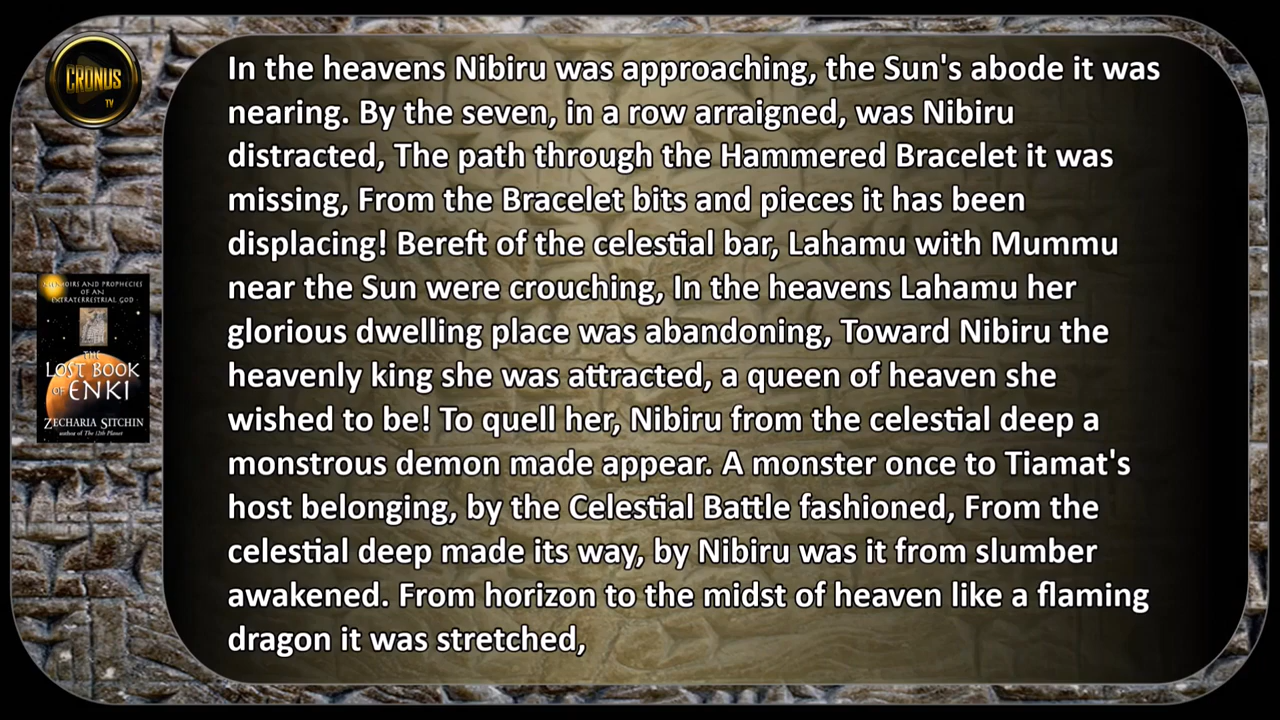 CRONUS
TV
In the heavens Nibiru was approaching, the Sun's abode it was
nearing. By the seven, in a row arraigned, was Nibiru
distracted, The path through the Hammered Bracelet it was
missing, From the Bracelet bits and pieces it has been
displacing! Bereft of the celestial bar, Lahamu with Mummu
near the Sun were crouching, In the heavens Lahamu her
glorious dwelling place was abandoning, Toward Nibiru the
heavenly king she was attracted, a queen of heaven she
wished to be! To quell her, Nibiru from the celestial deep a
monstrous demon made appear. A monster once to Tiamat's
host belonging, by the Celestial Battle fashioned, From the
celestial deep made its way, by Nibiru was it from slumber
awakened. From horizon to the midst of heaven like a flaming
dragon it was stretched,
MEMOIRS AND PROPHECIES
OF AN
EXTRATERRESTRIAL GOD
THE
LOST BOOK
OF ENKI
ZECHARIA SITCHIN
author of The 12th Planet